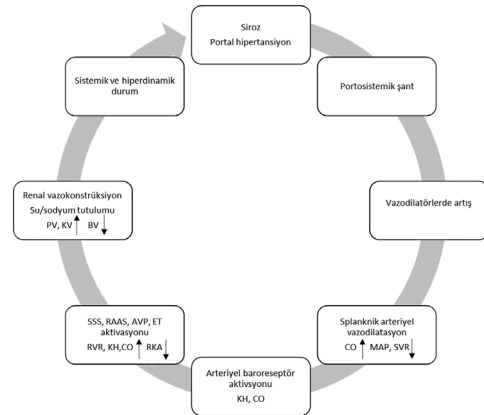 Siroz
Portal hipertansiyon
Portosistemik şant
Vazodilatörlerde artış
Splanknik arteriyel
vazodilatasyon
CO ↑ MAP, SVR ↓
Arteriyel baroreseptör
aktivsyonu
KH, CO
SSS, RAAS, AVP, ET
aktivasyonu
RVR, KH,CO ↑ RKA ↓
Renal vazokonstrüksiyon
Su/sodyum tutulumu
PV, KV ↑ BV ↓
Sistemik ve hiperdinamik
durum